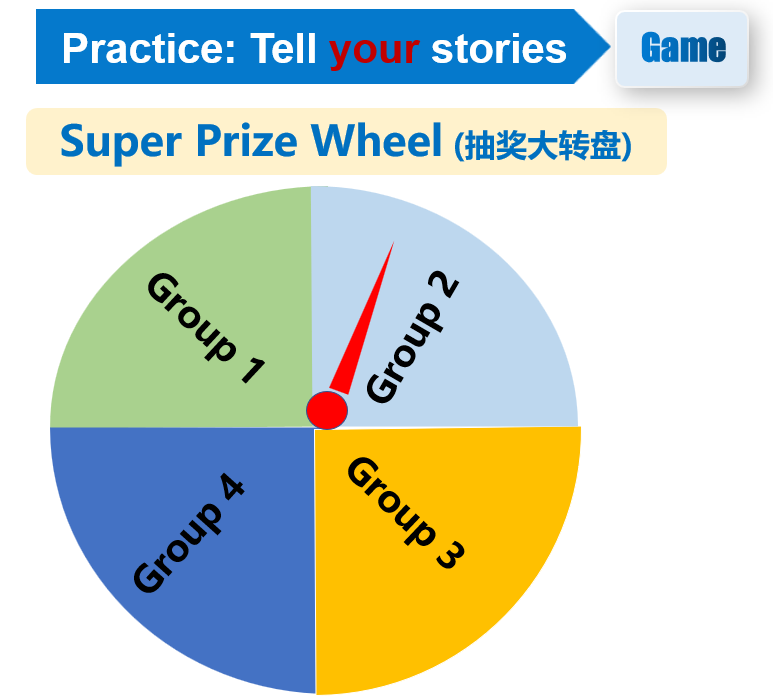 Practice: Tell your stories
Game
Super Prize Wheel (抽奖大转盘)
Group 1
Group 2
Group 4
Group 3